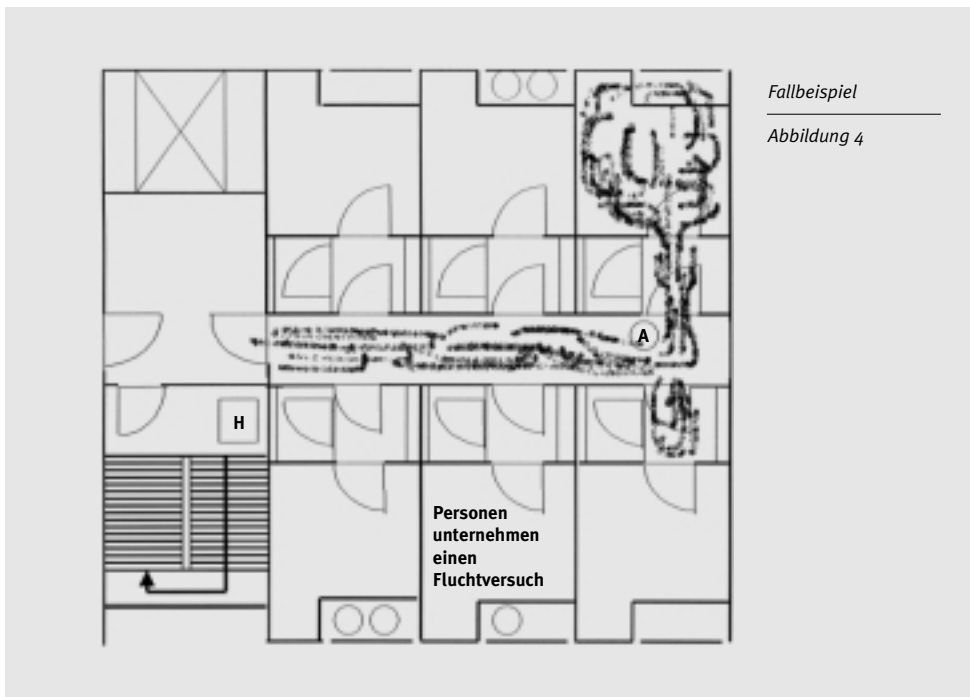 Fallbeispiel
Abbildung 4
A
H
Personen
unternehmen
einen
Fluchtversuch